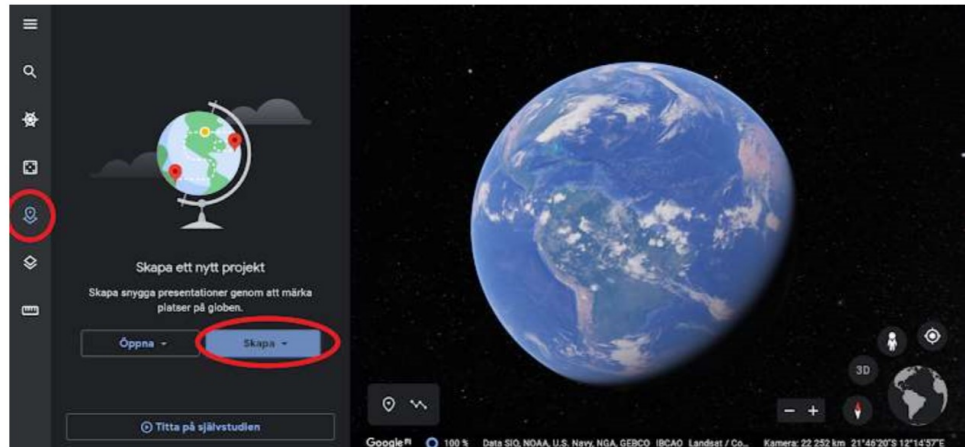 Skapa ett nytt projekt
Skapa snygga presentationer genom att märka
platser på globen.
Öppna
Skapa
Titta på självstudien
3D
Google
100 %
Data SIO, NOAA, U.S. Navy, NGA, GEBCO IBCAO Landsat / Co...
Kamera: 22 252 km 21°46'20"S 12°14'57"E